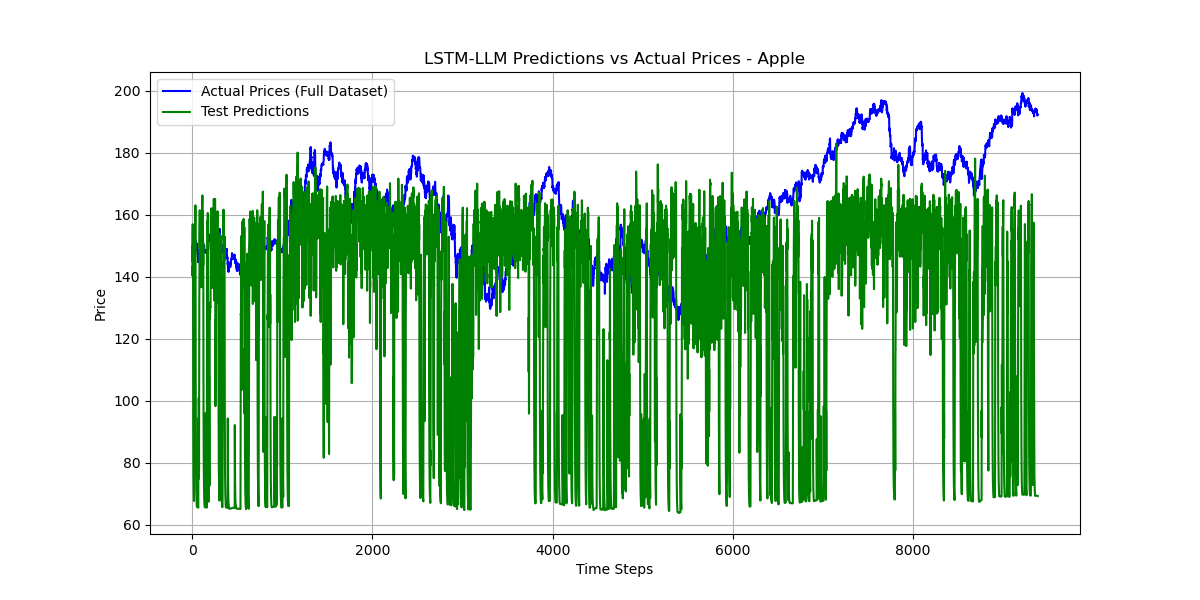 LSTM-LLM Predictions vs Actual Prices - Apple
Actual Prices (Full Dataset)
Test Predictions
Price
200
180
160
140
120
100
80
60
0 2000 4000 6000 8000
Time Steps